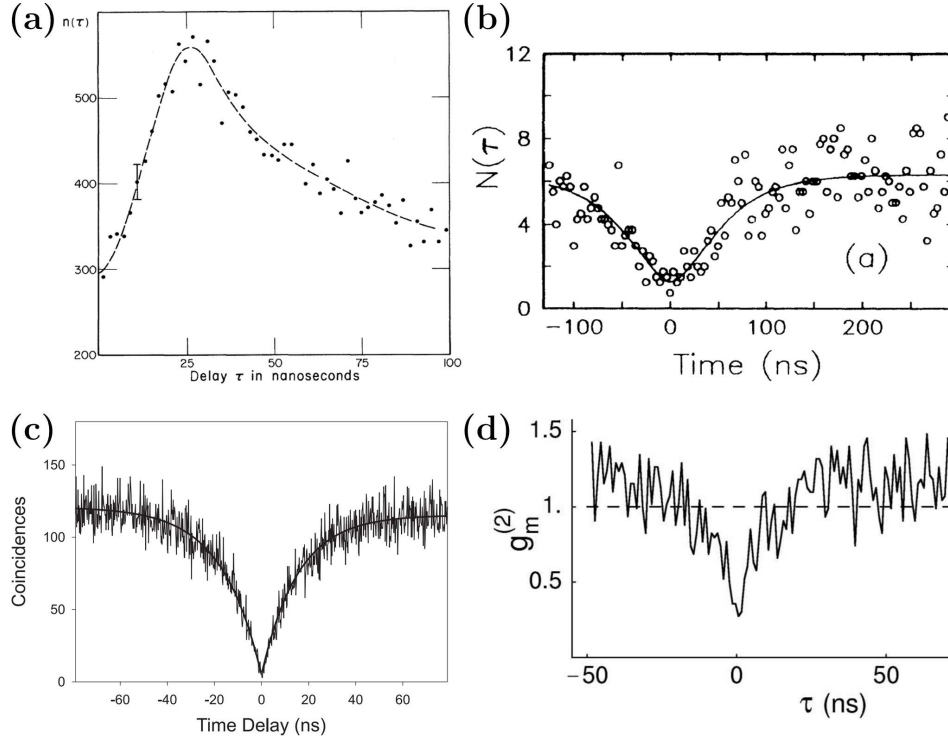 (a)
n(τ)
500
400
300
200
25
50
75
100
Delay τ in nanoseconds
(b)
12
8
4
0
N(τ)
(a)
-100
0
100
200
Time (ns)
(c)
150
100
50
0
Coincidences
-60
-40
-20
0
20
40
60
Time Delay (ns)
(d)
1.5
1
0.5
g_m^(2)
-50
0
50
τ (ns)